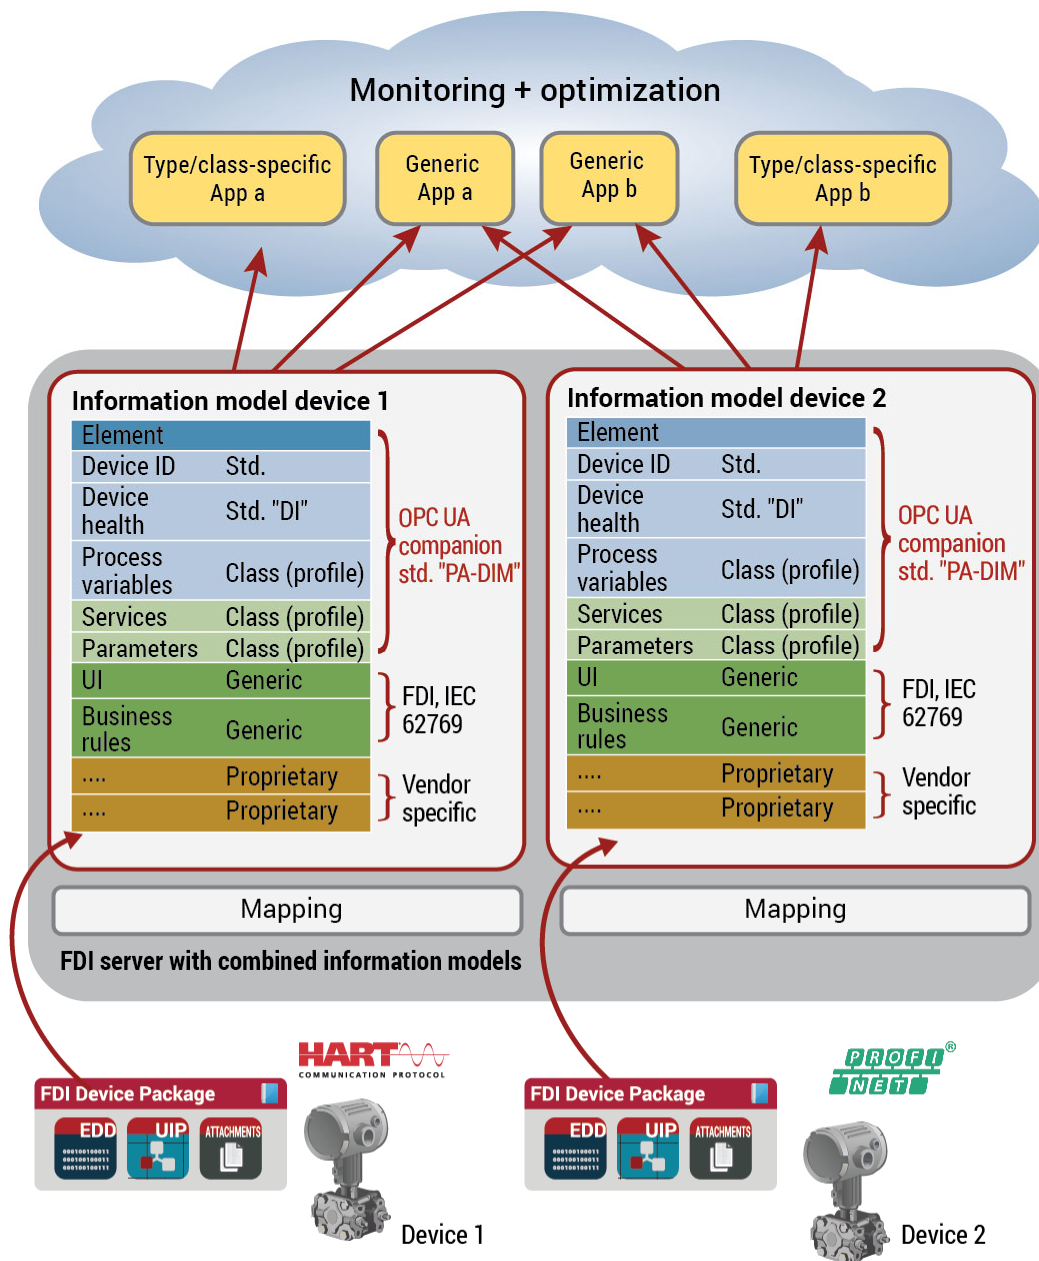 Monitoring + optimization
Type/class-specific
App a
Generic
App a
Generic
App b
Type/class-specific
App b
Information model device 1
Element
Device ID Std.
Device
health Std. "DI"
Process
variables Class (profile)
Services Class (profile)
Parameters Class (profile)
UI Generic
Business
rules Generic
.... Proprietary
.... Proprietary
OPC UA
companion
std. "PA-DIM"
FDI, IEC
62769
Vendor
specific
Information model device 2
Element
Device ID Std.
Device
health Std. "DI"
Process
variables Class (profile)
Services Class (profile)
Parameters Class (profile)
UI Generic
Business
rules Generic
.... Proprietary
.... Proprietary
OPC UA
companion
std. "PA-DIM"
FDI, IEC
62769
Vendor
specific
Mapping
Mapping
FDI server with combined information models
HART
COMMUNICATION PROTOCOL
FDI Device Package
EDD
000100100011
000100100011
000100100111
UIP
ATTACHMENTS
Device 1
PROFI
NET®
FDI Device Package
EDD
000100100011
000100100011
000100100111
UIP
ATTACHMENTS
Device 2